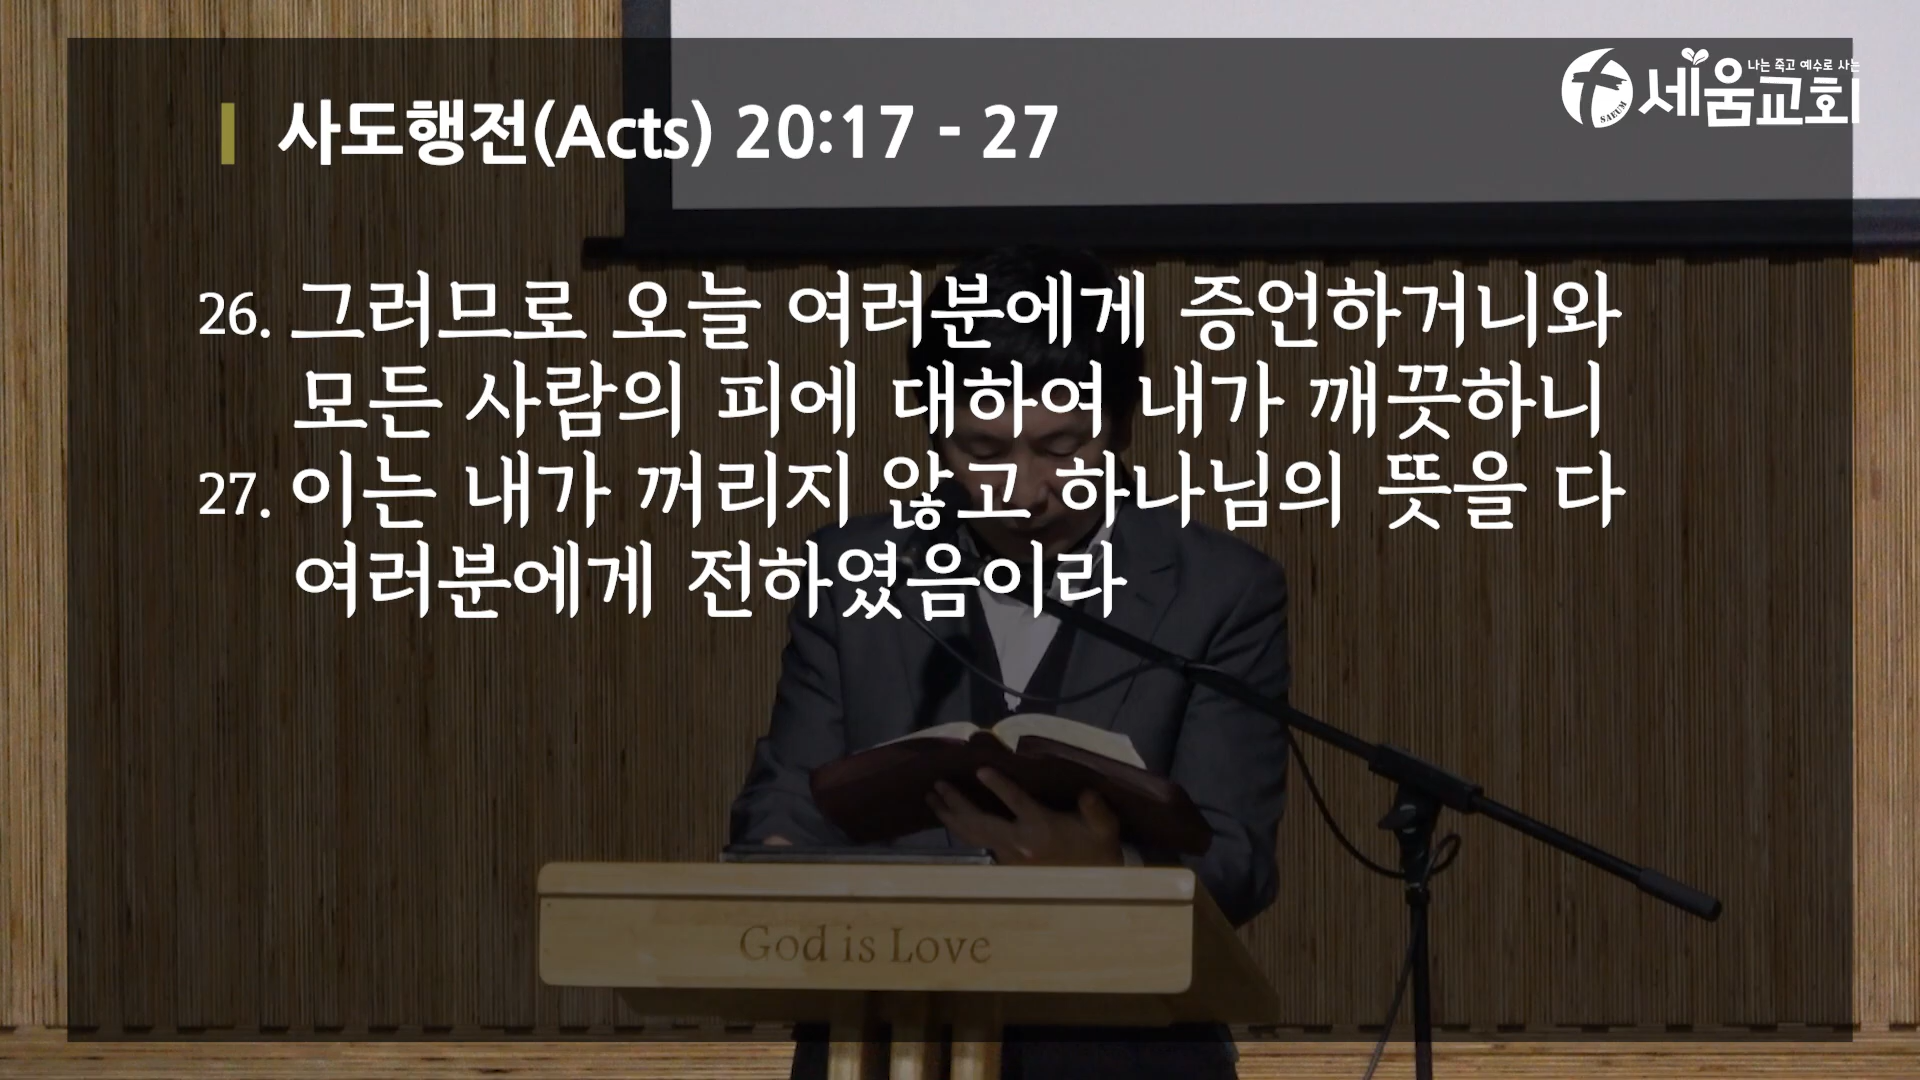 나는 죽고 예수로 사는
세움교회
SAEUM
사도행전(Acts) 20:17 - 27
26. 그러므로 오늘 여러분에게 증언하거니와
모든 사람의 피에 대하여 내가 깨끗하니
27. 이는 내가 꺼리지 않고 하나님의 뜻을 다
여러분에게 전하였음이라
God is Love